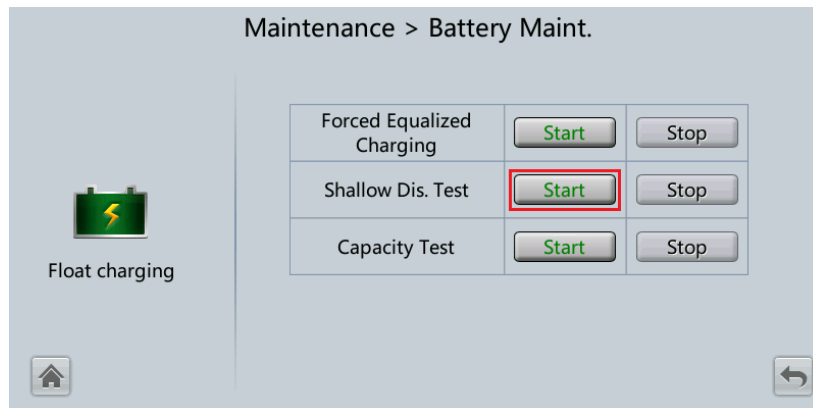 Maintenance > Battery Maint.
Forced Equalized
Charging
Start
Stop
Shallow Dis. Test
Start
Stop
Capacity Test
Start
Stop
Float charging